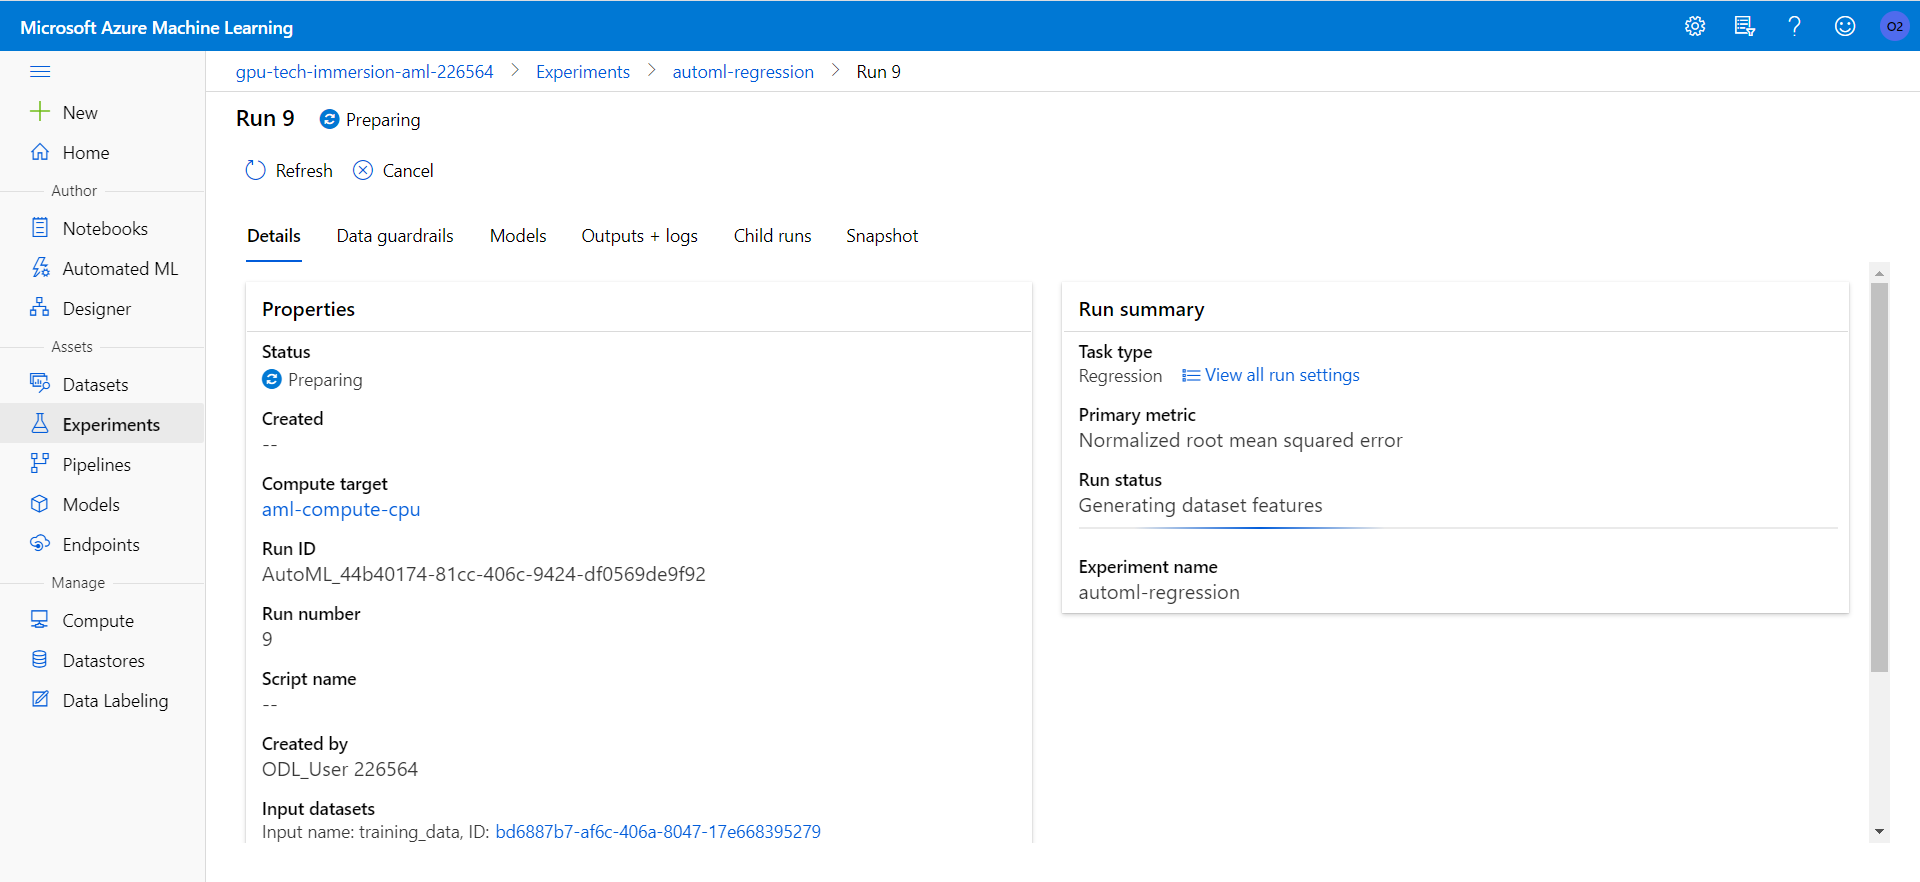 Microsoft Azure Machine Learning
O2
gpu-tech-immersion-aml-226564 > Experiments > automl-regression > Run 9
New
Home
Author
Notebooks
Automated ML
Designer
Assets
Datasets
Experiments
Pipelines
Models
Endpoints
Manage
Compute
Datastores
Data Labeling
Run 9 Preparing
Refresh Cancel
Details Data guardrails Models Outputs + logs Child runs Snapshot
Properties
Status
Preparing
Created
--
Compute target
aml-compute-cpu
Run ID
AutoML_44b40174-81cc-406c-9424-df0569de9f92
Run number
9
Script name
--
Created by
ODL_User 226564
Input datasets
Input name: training_data, ID: bd6887b7-af6c-406a-8047-17e668395279
Run summary
Task type
Regression View all run settings
Primary metric
Normalized root mean squared error
Run status
Generating dataset features
Experiment name
automl-regression